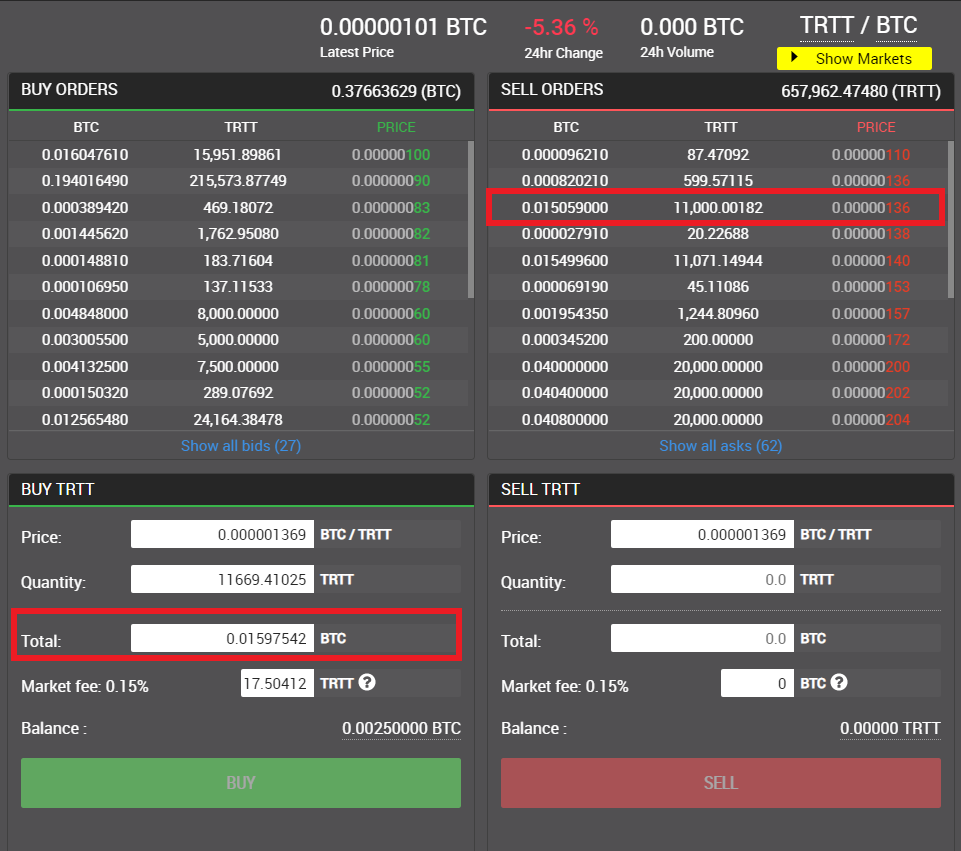 0.00000101 BTC -5.36 % 0.000 BTC TRTT / BTC
Latest Price 24hr Change 24h Volume Show Markets
BUY ORDERS 0.37663629 (BTC)
BTC TRTT PRICE
0.016047610 15,951.89861 0.00000100
0.194016490 215,573.87749 0.00000090
0.000389420 469.18072 0.00000083
0.001445620 1,762.95080 0.00000082
0.000148810 183.71604 0.00000081
0.000106950 137.11533 0.00000078
0.004848000 8,000.00000 0.00000060
0.003005500 5,000.00000 0.00000060
0.004132500 7,500.00000 0.00000055
0.000150320 289.07692 0.00000052
0.012565480 24,164.38478 0.00000052
Show all bids (27)
SELL ORDERS 657,962.47480 (TRTT)
BTC TRTT PRICE
0.000096210 87.47092 0.00000110
0.000820210 599.57115 0.00000136
0.015059000 11,000.00182 0.00000136
0.000027910 20.22688 0.00000138
0.015499600 11,071.14944 0.00000140
0.000069190 45.11086 0.00000153
0.001954350 1,244.80960 0.00000157
0.000345200 200.00000 0.00000172
0.040000000 20,000.00000 0.00000200
0.040400000 20,000.00000 0.00000202
0.040800000 20,000.00000 0.00000204
Show all asks (62)
BUY TRTT
Price: 0.000001369 BTC / TRTT
Quantity: 11669.41025 TRTT
Total: 0.01597542 BTC
Market fee: 0.15% 17.50412 TRTT ?
Balance : 0.00250000 BTC
BUY
SELL TRTT
Price: 0.000001369 BTC / TRTT
Quantity: 0.0 TRTT
Total: 0.0 BTC
Market fee: 0.15% 0 BTC ?
Balance : 0.00000 TRTT
SELL